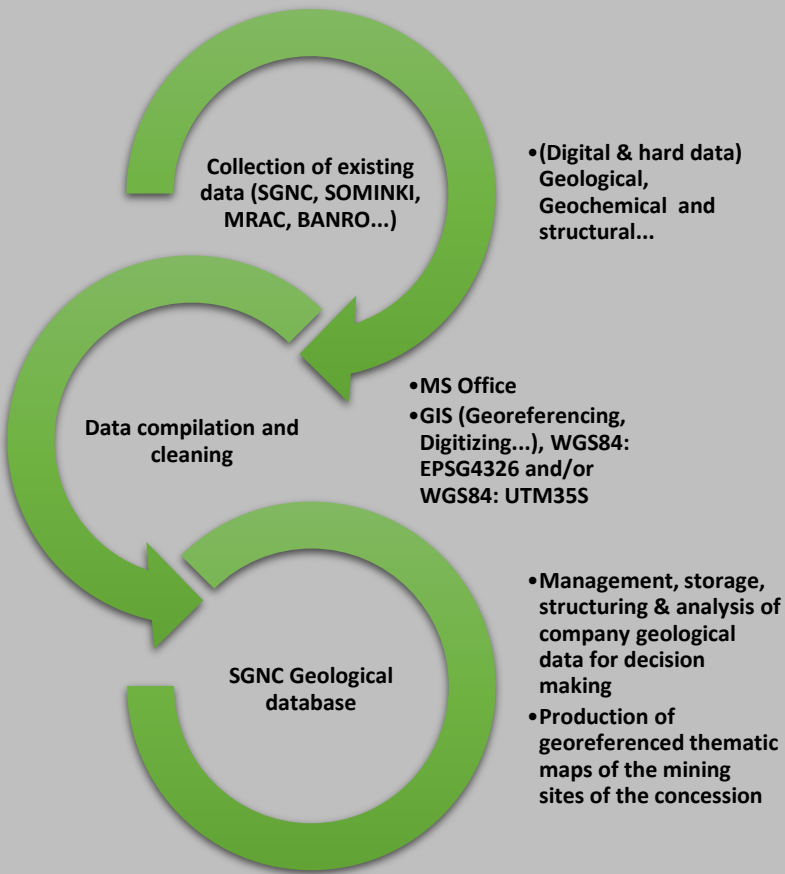 Collection of existing
data (SGNC, SOMINKI,
MRAC, BANRO...)
•(Digital & hard data)
Geological,
Geochemical and
structural...
Data compilation and
cleaning
•MS Office
•GIS (Georeferencing,
Digitizing...), WGS84:
EPSG4326 and/or
WGS84: UTM35S
SGNC Geological
database
•Management, storage,
structuring & analysis of
company geological
data for decision
making
•Production of
georeferenced thematic
maps of the mining
sites of the concession